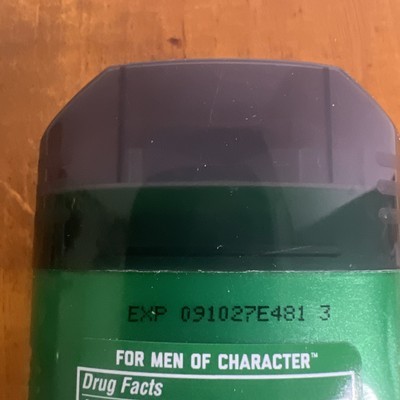 EXP 091027E481 3
FOR MEN OF CHARACTER™
Drug Facts